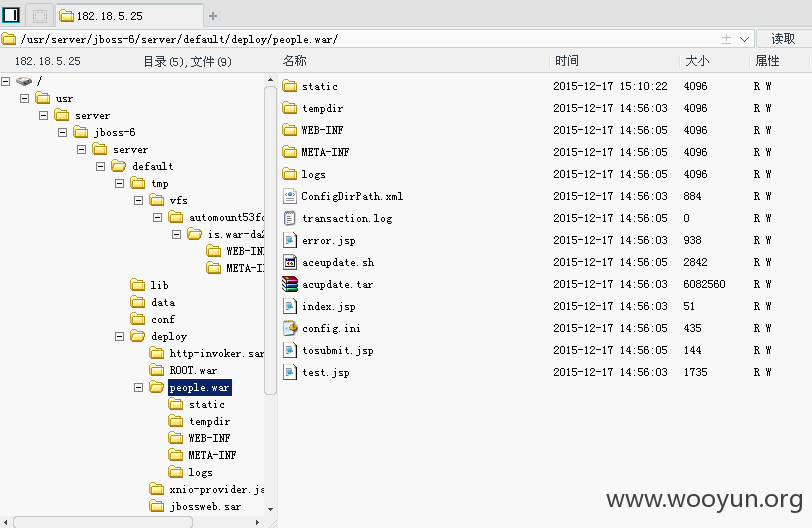 182.18.5.25
/usr/server/jboss-6/server/default/deploy/people.war/
读取
182.18.5.25 目录(5),文件(9)
名称 时间 大小 属性
/
usr
server
jboss-6
server
default
tmp
vfs
automount53f
is.war-da
WEB-INF
META-I
lib
data
conf
deploy
http-invoker.sar
ROOT.war
people.war
static
tempdir
WEB-INF
META-INF
logs
xnio-provider.ja
jbossweb.sar
static 2015-12-17 15:10:22 4096 R W
tempdir 2015-12-17 14:56:03 4096 R W
WEB-INF 2015-12-17 14:56:05 4096 R W
META-INF 2015-12-17 14:56:05 4096 R W
logs 2015-12-17 14:56:05 4096 R W
ConfigDirPath.xml 2015-12-17 14:56:03 884 R W
transaction.log 2015-12-17 14:56:05 0 R W
error.jsp 2015-12-17 14:56:03 938 R W
aceupdate.sh 2015-12-17 14:56:05 2842 R W
acupdate.tar 2015-12-17 14:56:03 6082560 R W
index.jsp 2015-12-17 14:56:03 51 R W
config.ini 2015-12-17 14:56:05 435 R W
tosubmit.jsp 2015-12-17 14:56:05 144 R W
test.jsp 2015-12-17 14:56:03 1735 R W
www.wooyun.org